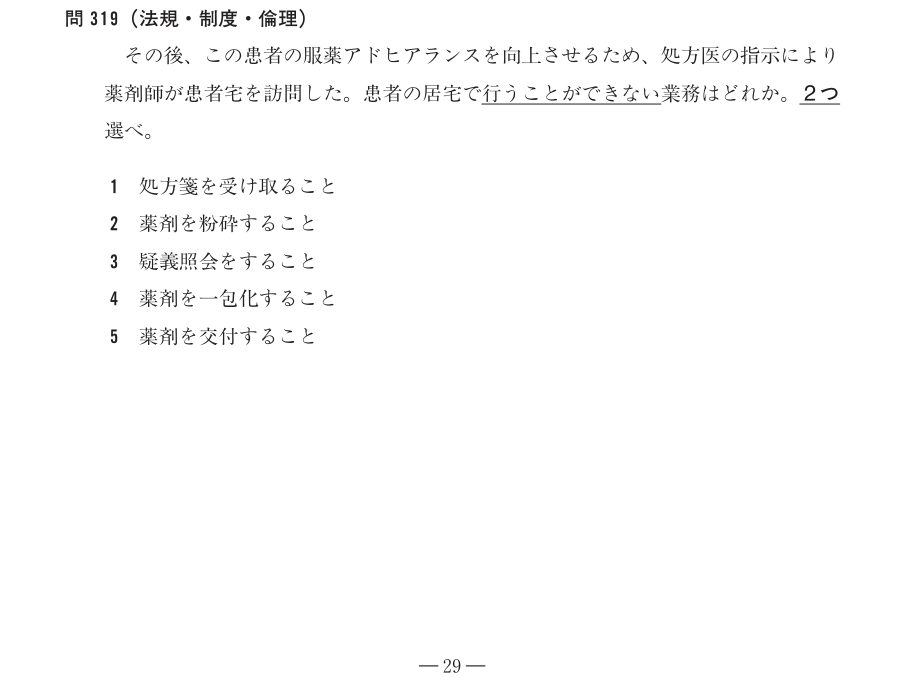 問 319（法規・制度・倫理）
その後、この患者の服薬アドヒアランスを向上させるため、処方医の指示により
薬剤師が患者宅を訪問した。患者の居宅で行うことができない業務はどれか。２つ
選べ。
1 処方箋を受け取ること
2 薬剤を粉砕すること
3 疑義照会をすること
4 薬剤を一包化すること
5 薬剤を交付すること
― 29 ―